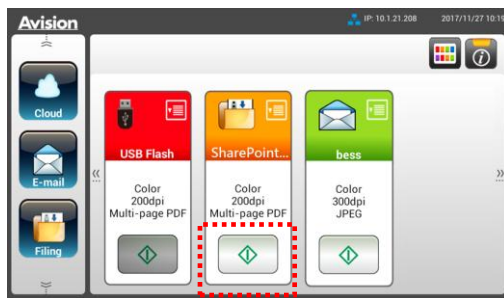 Avision
IP: 10.1.21.208
2017/11/27 10:19
Cloud
E-mail
Filing
USB Flash
Color
200dpi
Multi-page PDF
SharePoint...
Color
200dpi
Multi-page PDF
bess
Color
300dpi
JPEG